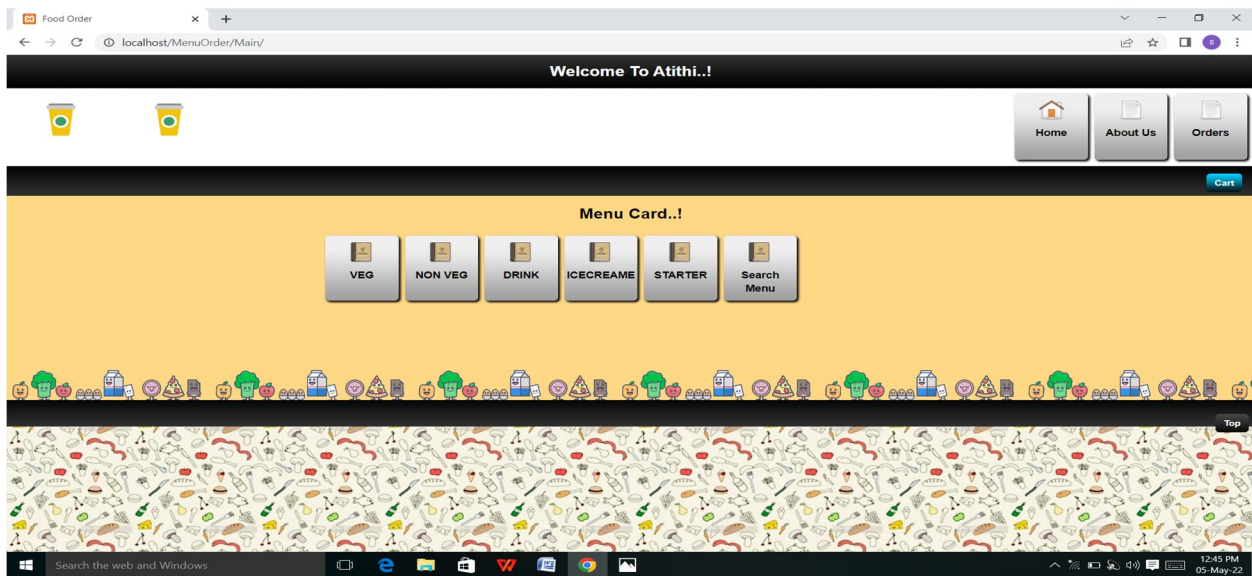 Food Order
localhost/MenuOrder/Main/
S
Welcome To Atithi..!
Home
About Us
Orders
Cart
Menu Card..!
VEG
NON VEG
DRINK
ICECREAME
STARTER
Search
Menu
Top
Search the web and Windows
12:45 PM
05-May-22